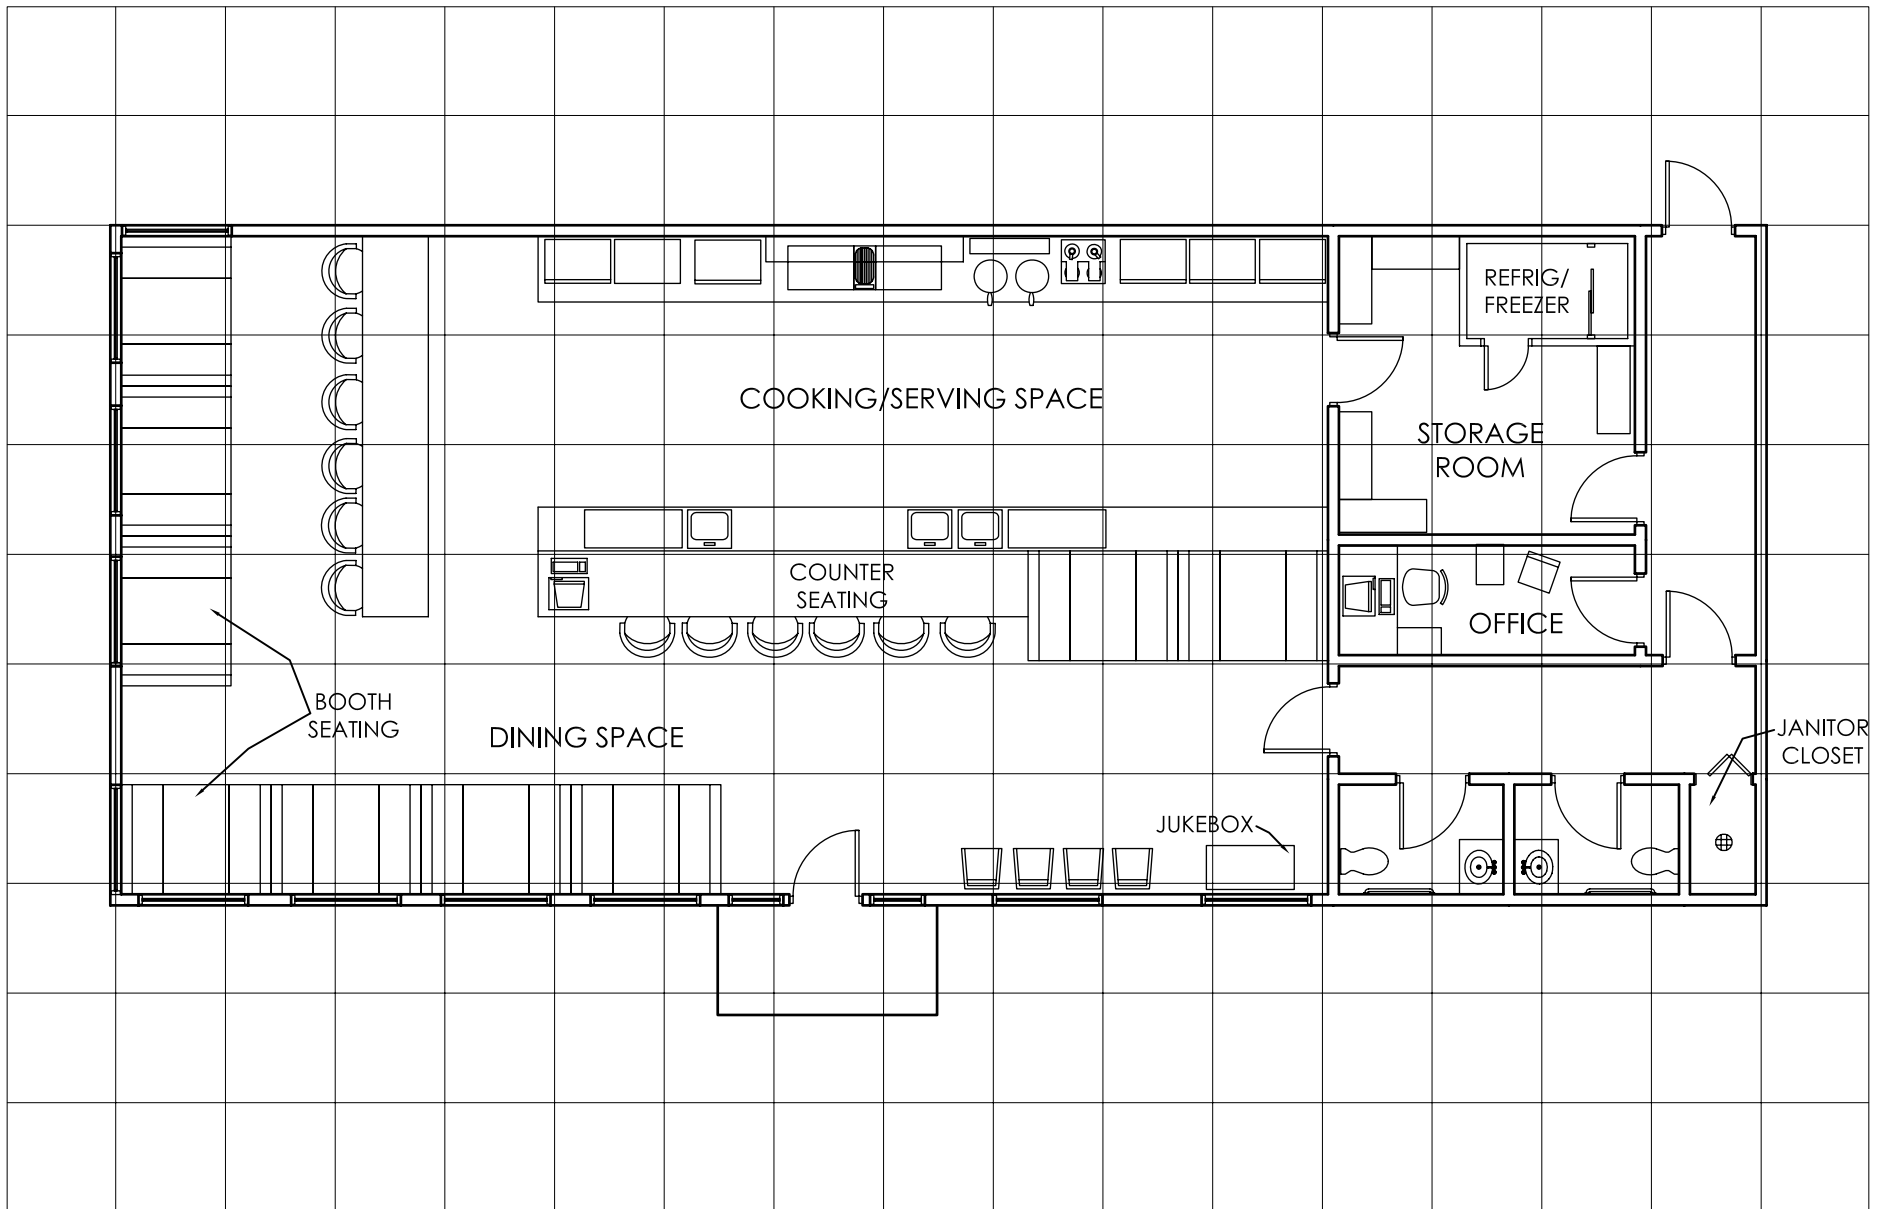 REFRIG/
FREEZER
COOKING/SERVING SPACE
STORAGE
ROOM
COUNTER
SEATING
OFFICE
BOOTH
SEATING
DINING SPACE
JANITOR
CLOSET
JUKEBOX